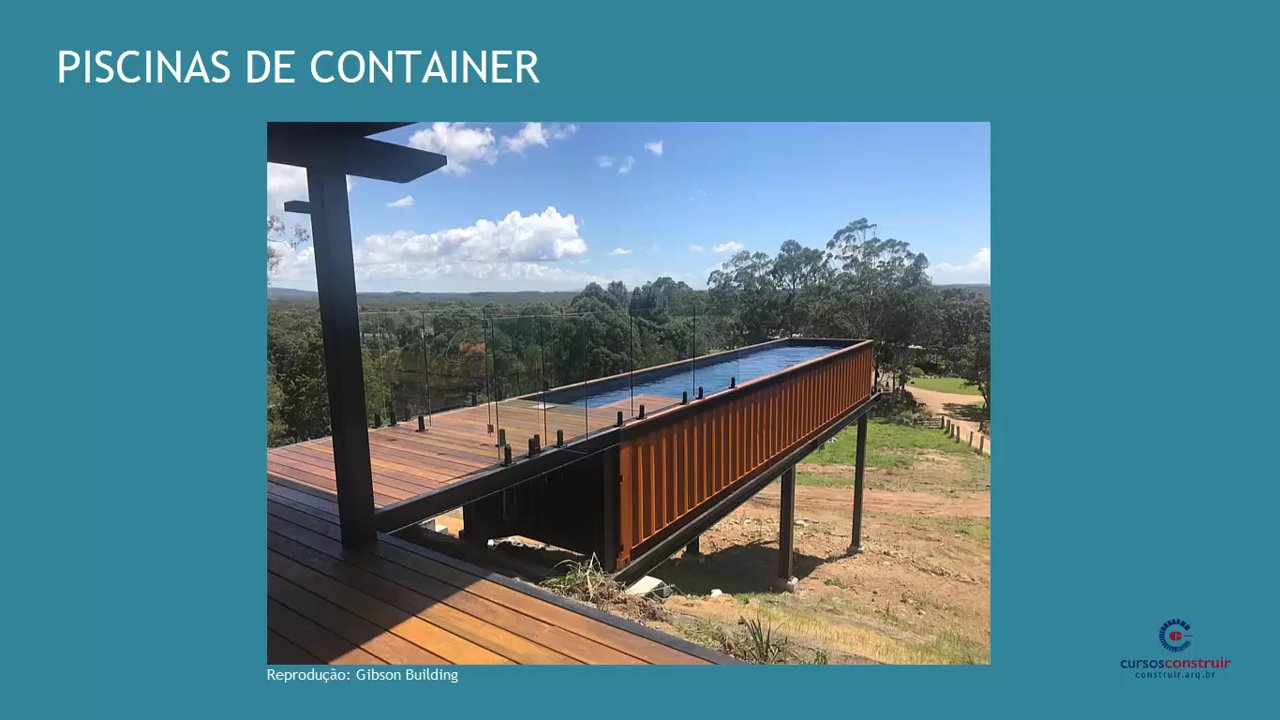 PISCINAS DE CONTAINER
Reprodução: Gibson Building
cursosconstruir
construir.arq.br